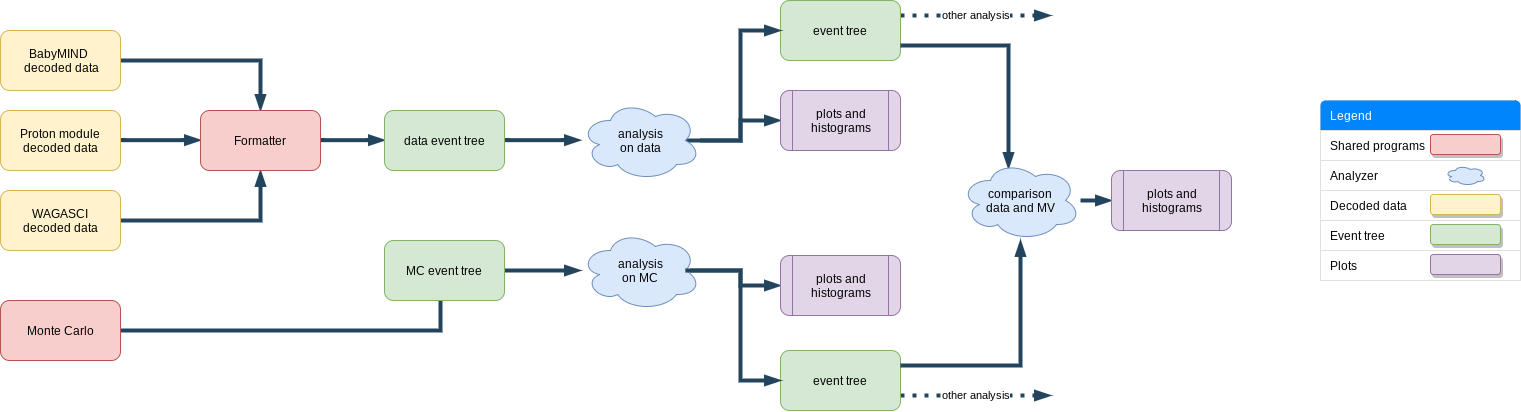 BabyMIND
decoded data
Proton module
decoded data
WAGASCI
decoded data
Monte Carlo
Formatter
data event tree
MC event tree
analysis
on data
analysis
on MC
event tree
other analysis
plots and
histograms
plots and
histograms
event tree
other analysis
comparison
data and MV
plots and
histograms
Legend
Shared programs
Analyzer
Decoded data
Event tree
Plots